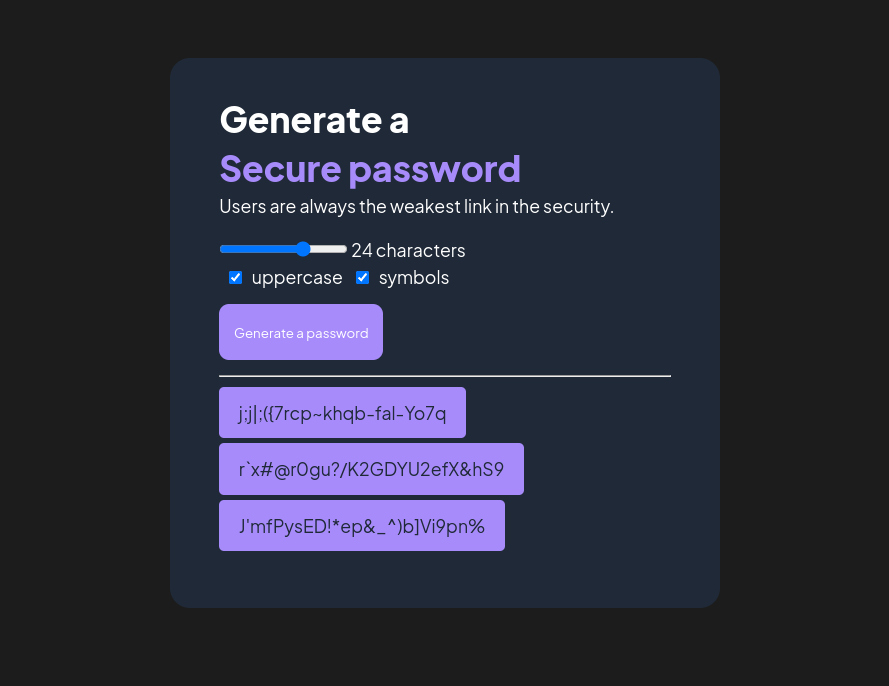 Generate a
Secure password
Users are always the weakest link in the security.
24 characters
uppercase symbols
Generate a password
j;j|;({7rcp~khqb-fal-Yo7q
r`x#@r0gu?/K2GDYU2efX&hS9
J'mfPysED!*ep&_^)b]Vi9pn%